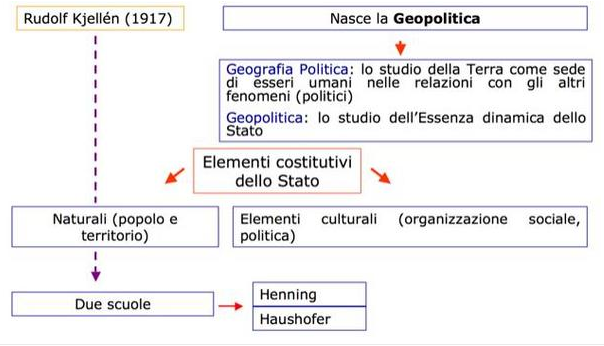 Rudolf Kjellén (1917)
Nasce la Geopolitica
Geografia Politica: lo studio della Terra come sede
di esseri umani nelle relazioni con gli altri
fenomeni (politici)
Geopolitica: lo studio dell'Essenza dinamica dello
Stato
Elementi costitutivi
dello Stato
Naturali (popolo e
territorio)
Elementi culturali (organizzazione sociale,
politica)
Due scuole
Henning
Haushofer